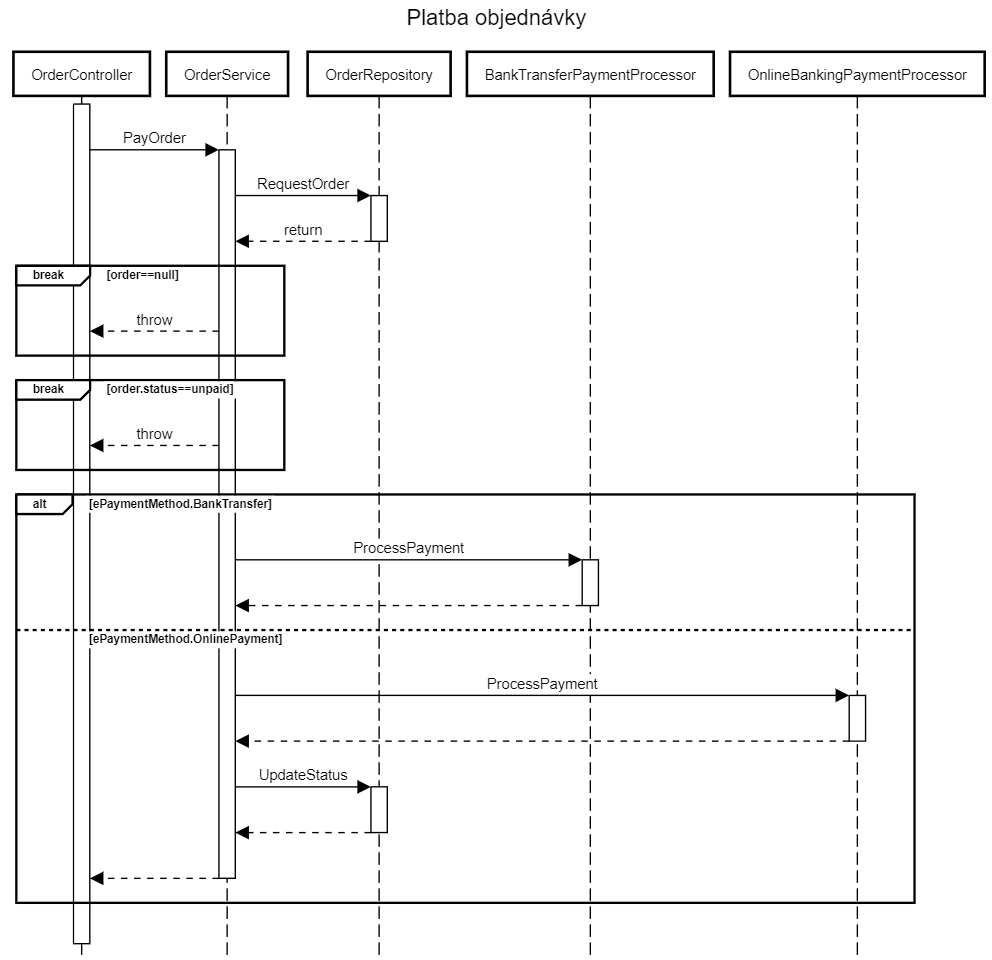 Platba objednávky
OrderController
OrderService
OrderRepository
BankTransferPaymentProcessor
OnlineBankingPaymentProcessor
PayOrder
RequestOrder
return
break
[order==null]
throw
break
[order.status==unpaid]
throw
alt
[ePaymentMethod.BankTransfer]
ProcessPayment
[ePaymentMethod.OnlinePayment]
ProcessPayment
UpdateStatus